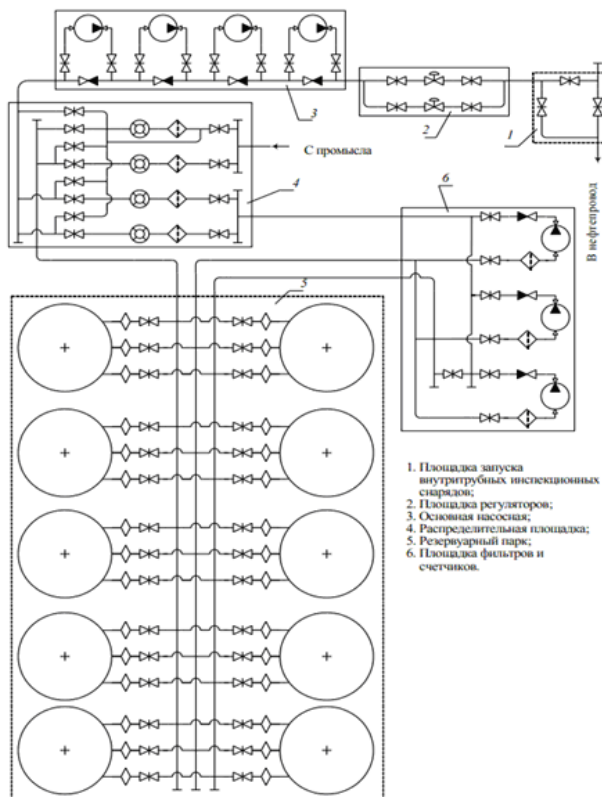 3
2
1
С промысла
4
6
В нефтепровод
5
1. Площадка запуска
внутритрубных инспекционных
снарядов;
2. Площадка регуляторов;
3. Основная насосная;
4. Распределительная площадка;
5. Резервуарный парк;
6. Площадка фильтров и
счетчиков.